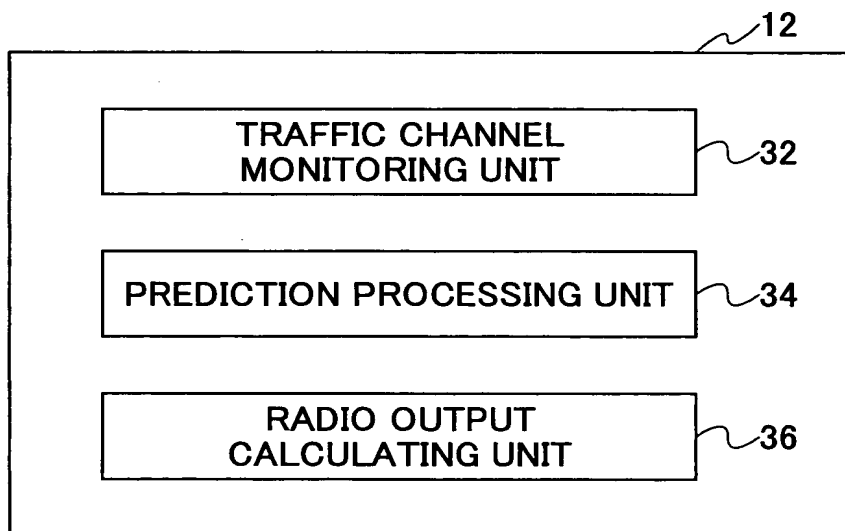 12
TRAFFIC CHANNEL
MONITORING UNIT
32
PREDICTION PROCESSING UNIT
34
RADIO OUTPUT
CALCULATING UNIT
36